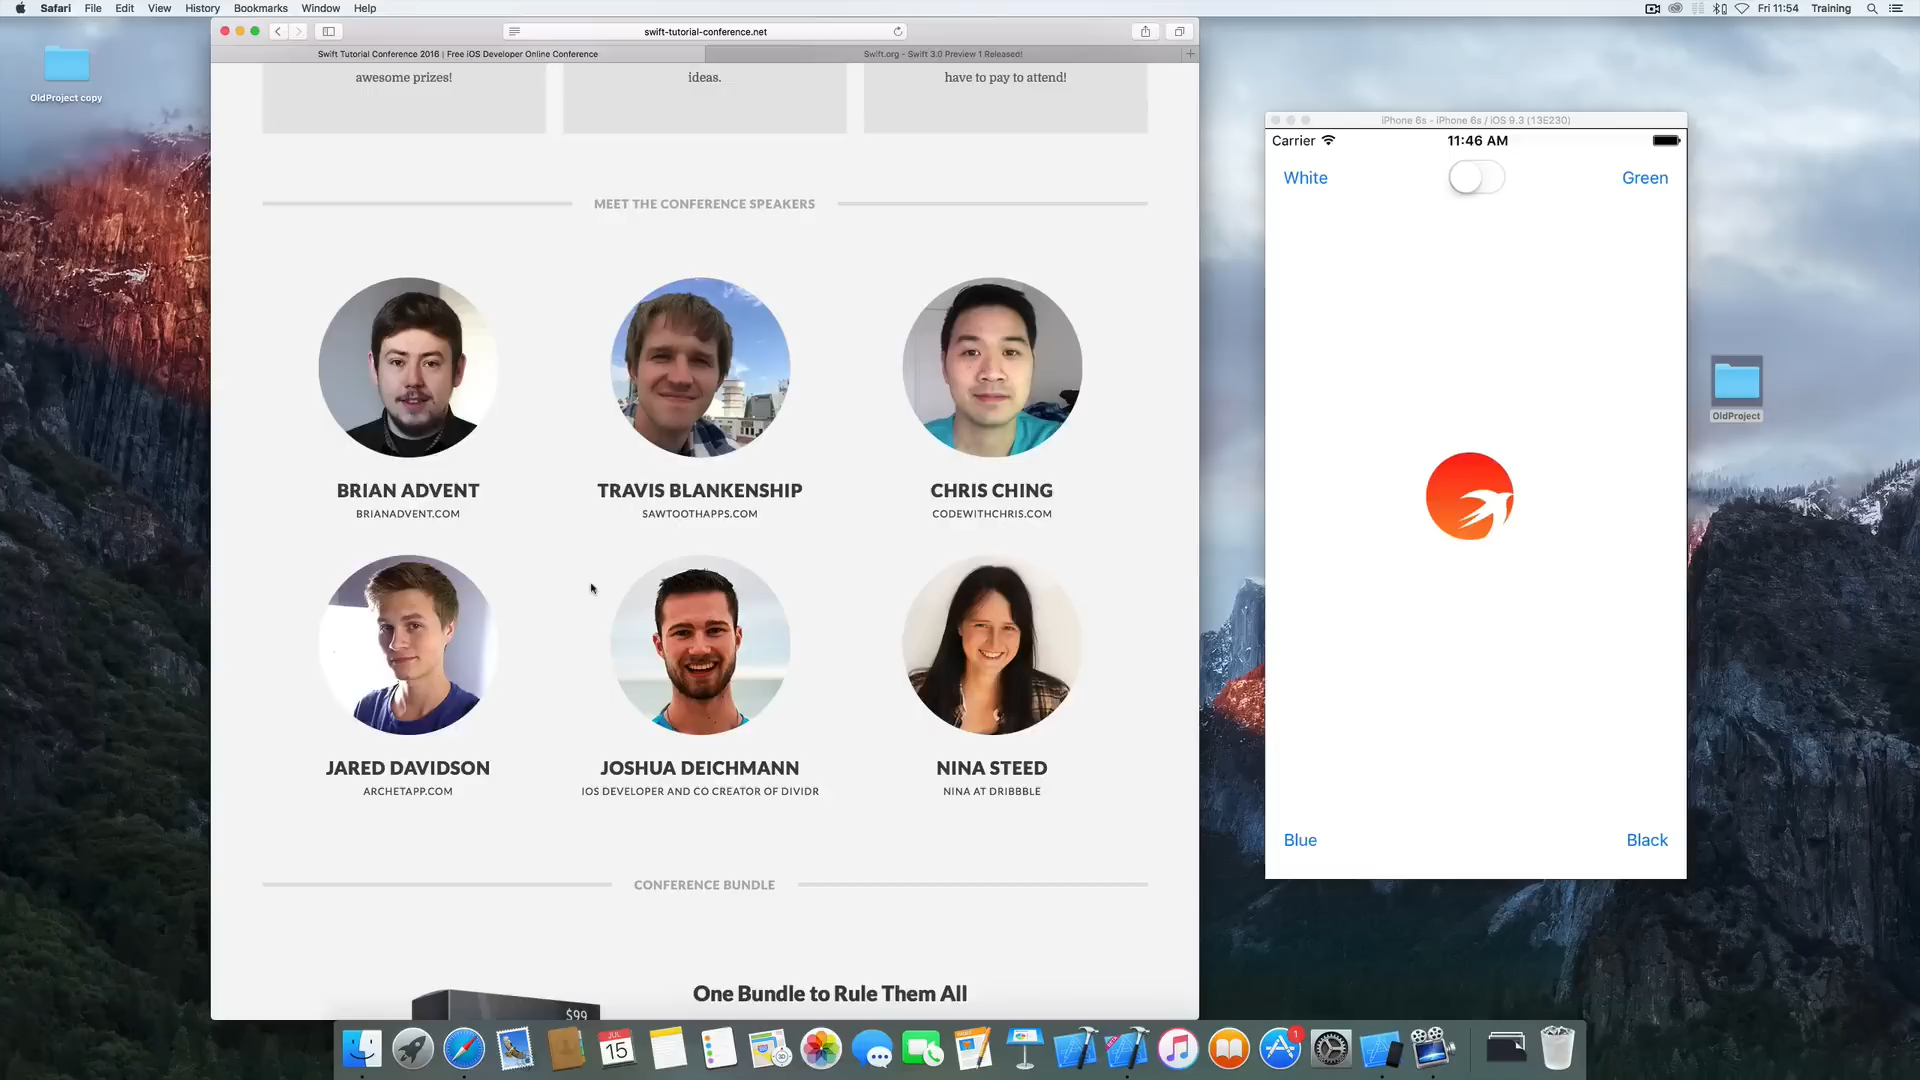 Safari File Edit View History Bookmarks Window Help
Fri 11:54 Training
OldProject copy
swift-tutorial-conference.net
Swift Tutorial Conference 2016 | Free iOS Developer Online Conference
Swift.org - Swift 3.0 Preview 1 Released!
awesome prizes!
ideas.
have to pay to attend!
MEET THE CONFERENCE SPEAKERS
BRIAN ADVENT
BRIANADVENT.COM
TRAVIS BLANKENSHIP
SAWTOOTHAPPS.COM
CHRIS CHING
CODEWITHCHRIS.COM
JARED DAVIDSON
ARCHETAPP.COM
JOSHUA DEICHMANN
IOS DEVELOPER AND CO CREATOR OF DIVIDR
NINA STEED
NINA AT DRIBBBLE
CONFERENCE BUNDLE
One Bundle to Rule Them All
$99
iPhone 6s - iPhone 6s / iOS 9.3 (13E230)
Carrier 11:46 AM
White
Green
Blue
Black
OldProject
JUL
15
1